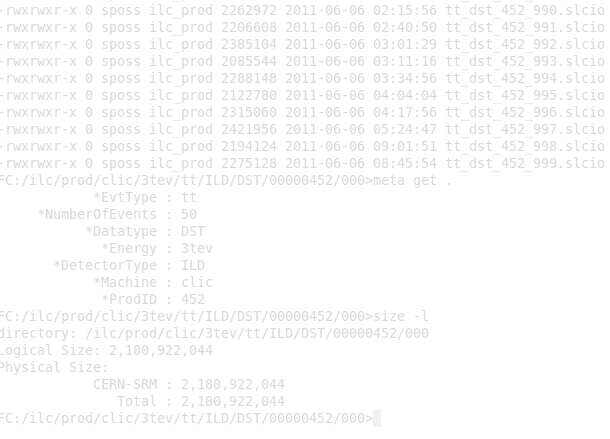 -rwxrwxr-x 0 sposs ilc_prod 2262972 2011-06-06 02:15:56 tt_dst_452_990.slcio
-rwxrwxr-x 0 sposs ilc_prod 2206608 2011-06-06 02:40:50 tt_dst_452_991.slcio
-rwxrwxr-x 0 sposs ilc_prod 2385104 2011-06-06 03:01:29 tt_dst_452_992.slcio
-rwxrwxr-x 0 sposs ilc_prod 2085544 2011-06-06 03:11:16 tt_dst_452_993.slcio
-rwxrwxr-x 0 sposs ilc_prod 2288148 2011-06-06 03:34:56 tt_dst_452_994.slcio
-rwxrwxr-x 0 sposs ilc_prod 2122780 2011-06-06 04:04:04 tt_dst_452_995.slcio
-rwxrwxr-x 0 sposs ilc_prod 2315060 2011-06-06 04:17:56 tt_dst_452_996.slcio
-rwxrwxr-x 0 sposs ilc_prod 2421956 2011-06-06 05:24:47 tt_dst_452_997.slcio
-rwxrwxr-x 0 sposs ilc_prod 2194124 2011-06-06 09:01:51 tt_dst_452_998.slcio
-rwxrwxr-x 0 sposs ilc_prod 2275128 2011-06-06 08:45:54 tt_dst_452_999.slcio
FC:/ilc/prod/clic/3tev/tt/ILD/DST/00000452/000>meta get .
*EvtType : tt
*NumberOfEvents : 50
*Datatype : DST
*Energy : 3tev
*DetectorType : ILD
*Machine : clic
*ProdID : 452
FC:/ilc/prod/clic/3tev/tt/ILD/DST/00000452/000>size -l
directory: /ilc/prod/clic/3tev/tt/ILD/DST/00000452/000
Logical Size: 2,180,922,044
Physical Size:
CERN-SRM : 2,180,922,044
Total : 2,180,922,044
FC:/ilc/prod/clic/3tev/tt/ILD/DST/00000452/000>